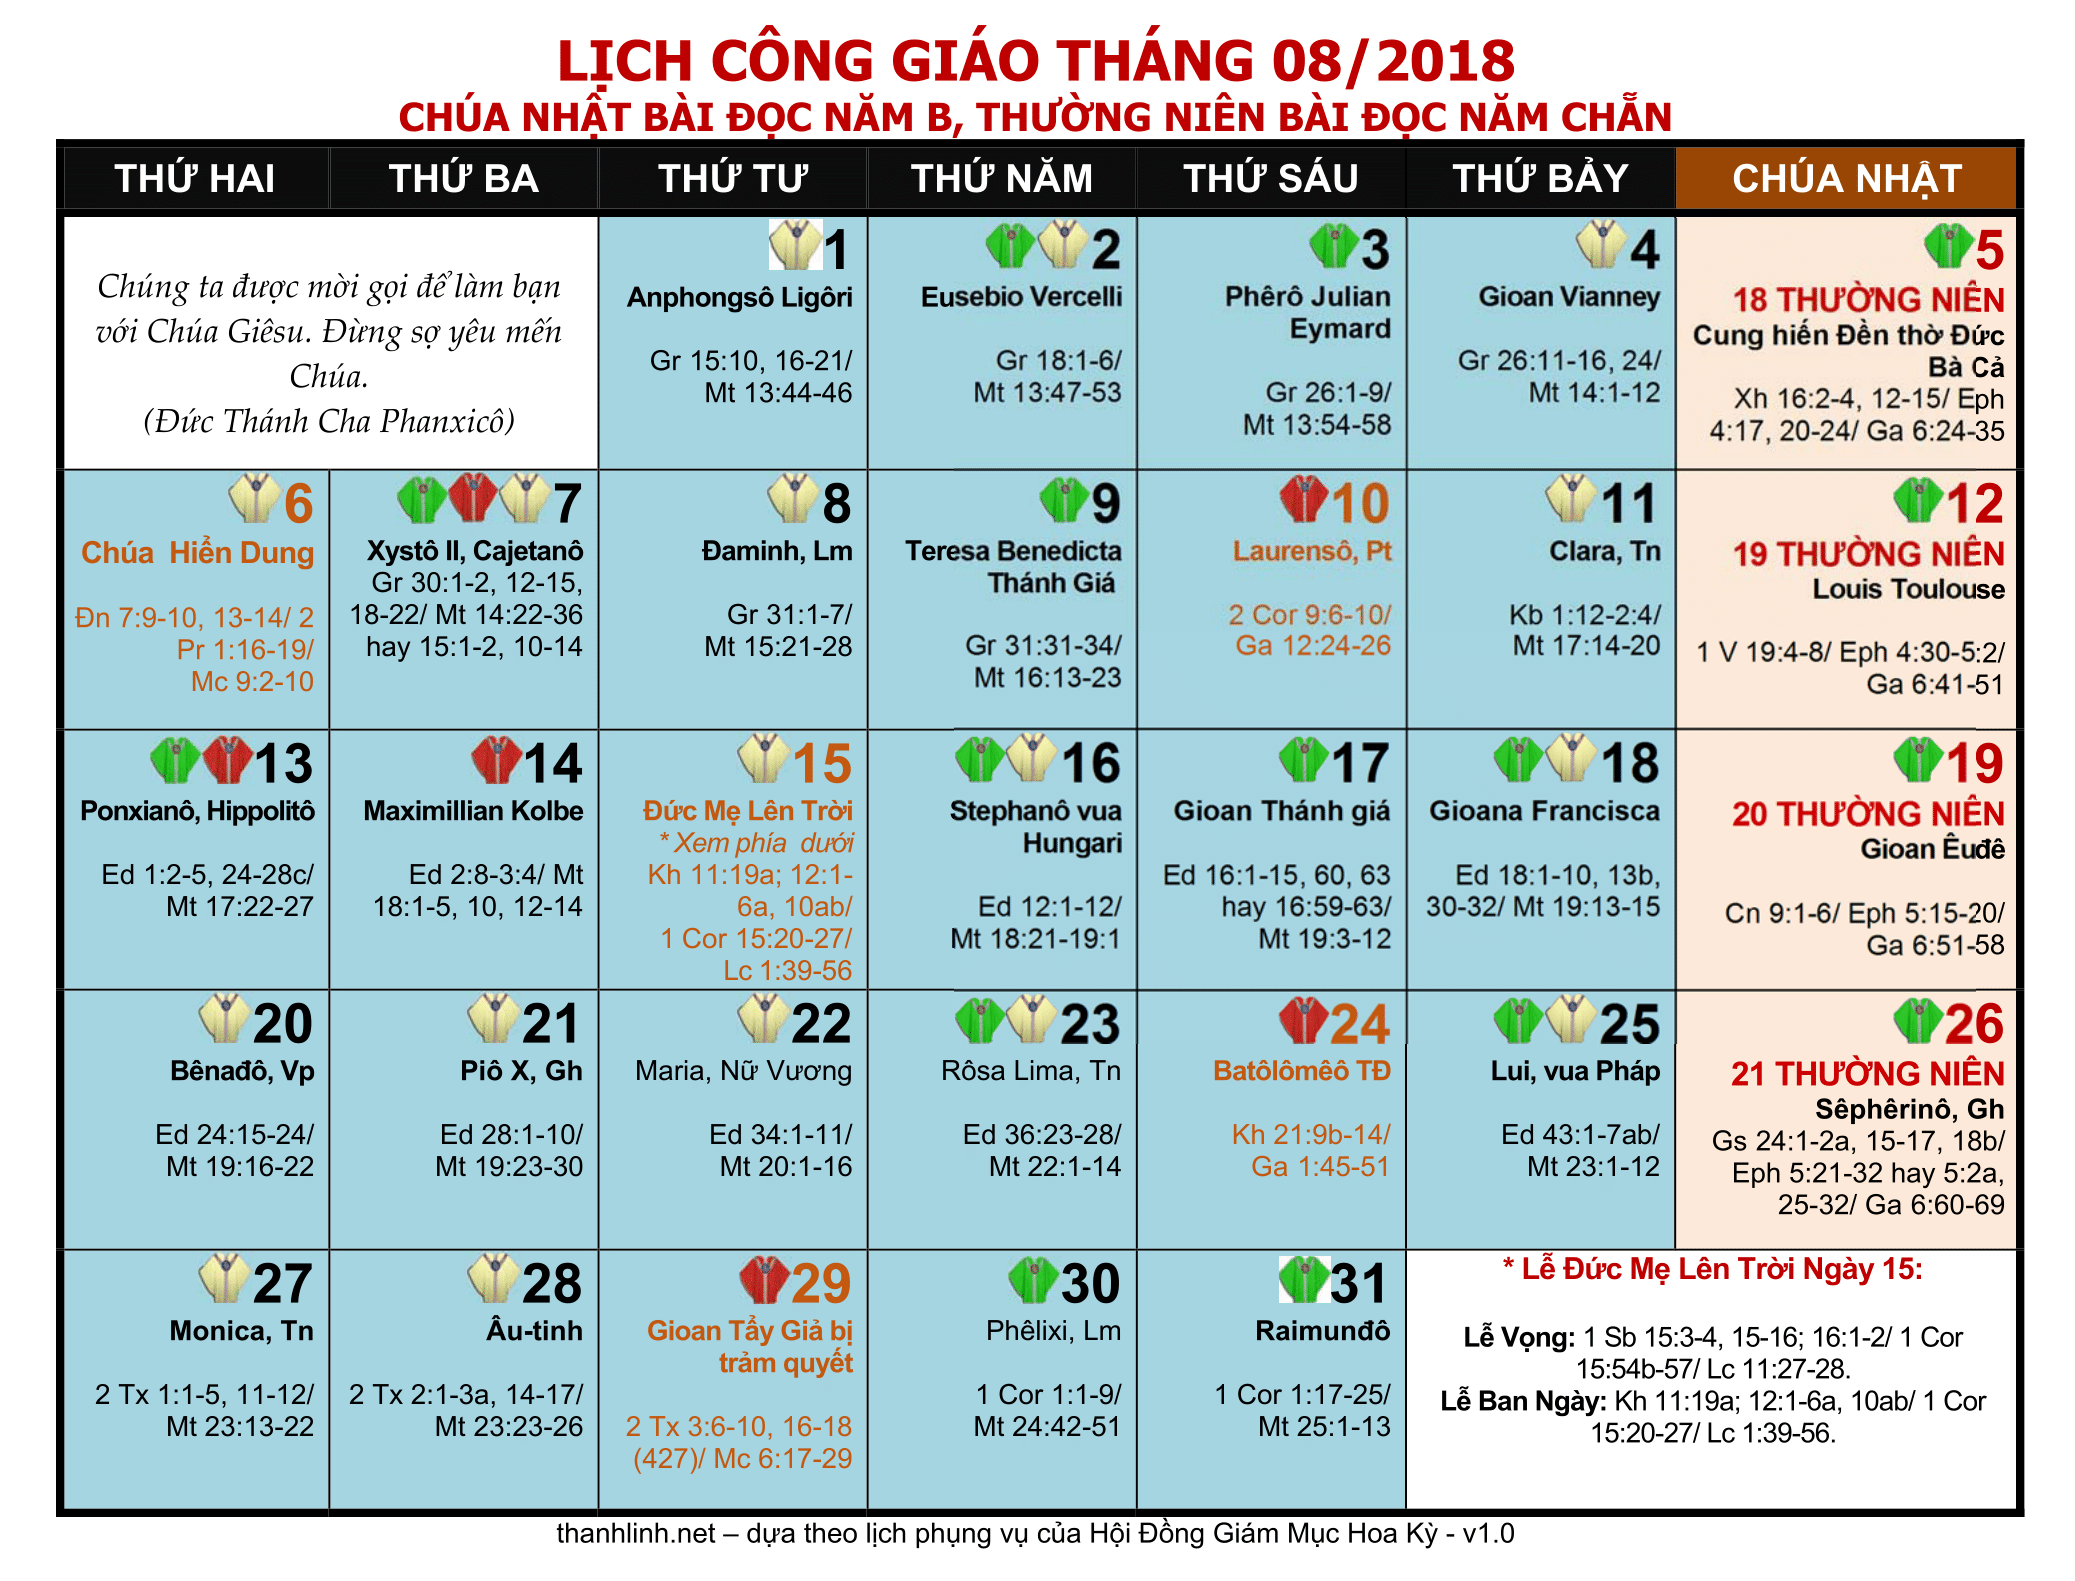 LỊCH CÔNG GIÁO THÁNG 08/2018
CHÚA NHẬT BÀI ĐỌC NĂM B, THƯỜNG NIÊN BÀI ĐỌC NĂM CHẴN
THỨ HAI
THỨ BA
THỨ TƯ
THỨ NĂM
THỨ SÁU
THỨ BẢY
CHÚA NHẬT
Chúng ta được mời gọi để làm bạn
với Chúa Giêsu. Đừng sợ yêu mến
Chúa.
(Đức Thánh Cha Phanxicô)
1
Anphongsô Ligôri
Gr 15:10, 16-21/
Mt 13:44-46
2
Eusebio Vercelli
Gr 18:1-6/
Mt 13:47-53
3
Phêrô Julian
Eymard
Gr 26:1-9/
Mt 13:54-58
4
Gioan Vianney
Gr 26:11-16, 24/
Mt 14:1-12
5
18 THƯỜNG NIÊN
Cung hiến Đền thờ Đức
Bà Cả
Xh 16:2-4, 12-15/ Eph
4:17, 20-24/ Ga 6:24-35
6
Chúa Hiển Dung
Đn 7:9-10, 13-14/ 2
Pr 1:16-19/
Mc 9:2-10
7
Xystô II, Cajetanô
Gr 30:1-2, 12-15,
18-22/ Mt 14:22-36
hay 15:1-2, 10-14
8
Đaminh, Lm
Gr 31:1-7/
Mt 15:21-28
9
Teresa Benedicta
Thánh Giá
Gr 31:31-34/
Mt 16:13-23
10
Laurensô, Pt
2 Cor 9:6-10/
Ga 12:24-26
11
Clara, Tn
Kb 1:12-2:4/
Mt 17:14-20
12
19 THƯỜNG NIÊN
Louis Toulouse
1 V 19:4-8/ Eph 4:30-5:2/
Ga 6:41-51
13
Ponxianô, Hippolitô
Ed 1:2-5, 24-28c/
Mt 17:22-27
14
Maximillian Kolbe
Ed 2:8-3:4/ Mt
18:1-5, 10, 12-14
15
Đức Mẹ Lên Trời
* Xem phía dưới
Kh 11:19a; 12:1-
6a, 10ab/
1 Cor 15:20-27/
Lc 1:39-56
16
Stephanô vua
Hungari
Ed 12:1-12/
Mt 18:21-19:1
17
Gioan Thánh giá
Ed 16:1-15, 60, 63
hay 16:59-63/
Mt 19:3-12
18
Gioana Francisca
Ed 18:1-10, 13b,
30-32/ Mt 19:13-15
19
20 THƯỜNG NIÊN
Gioan Êuđê
Cn 9:1-6/ Eph 5:15-20/
Ga 6:51-58
20
Bênađô, Vp
Ed 24:15-24/
Mt 19:16-22
21
Piô X, Gh
Ed 28:1-10/
Mt 19:23-30
22
Maria, Nữ Vương
Ed 34:1-11/
Mt 20:1-16
23
Rôsa Lima, Tn
Ed 36:23-28/
Mt 22:1-14
24
Batôlômêô TĐ
Kh 21:9b-14/
Ga 1:45-51
25
Lui, vua Pháp
Ed 43:1-7ab/
Mt 23:1-12
26
21 THƯỜNG NIÊN
Sêphêrinô, Gh
Gs 24:1-2a, 15-17, 18b/
Eph 5:21-32 hay 5:2a,
25-32/ Ga 6:60-69
27
Monica, Tn
2 Tx 1:1-5, 11-12/
Mt 23:13-22
28
Âu-tinh
2 Tx 2:1-3a, 14-17/
Mt 23:23-26
29
Gioan Tẩy Giả bị
trảm quyết
2 Tx 3:6-10, 16-18
(427)/ Mc 6:17-29
30
Phêlixi, Lm
1 Cor 1:1-9/
Mt 24:42-51
31
Raimunđô
1 Cor 1:17-25/
Mt 25:1-13
* Lễ Đức Mẹ Lên Trời Ngày 15:
Lễ Vọng: 1 Sb 15:3-4, 15-16; 16:1-2/ 1 Cor
15:54b-57/ Lc 11:27-28.
Lễ Ban Ngày: Kh 11:19a; 12:1-6a, 10ab/ 1 Cor
15:20-27/ Lc 1:39-56.
thanhlinh.net – dựa theo lịch phụng vụ của Hội Đồng Giám Mục Hoa Kỳ - v1.0